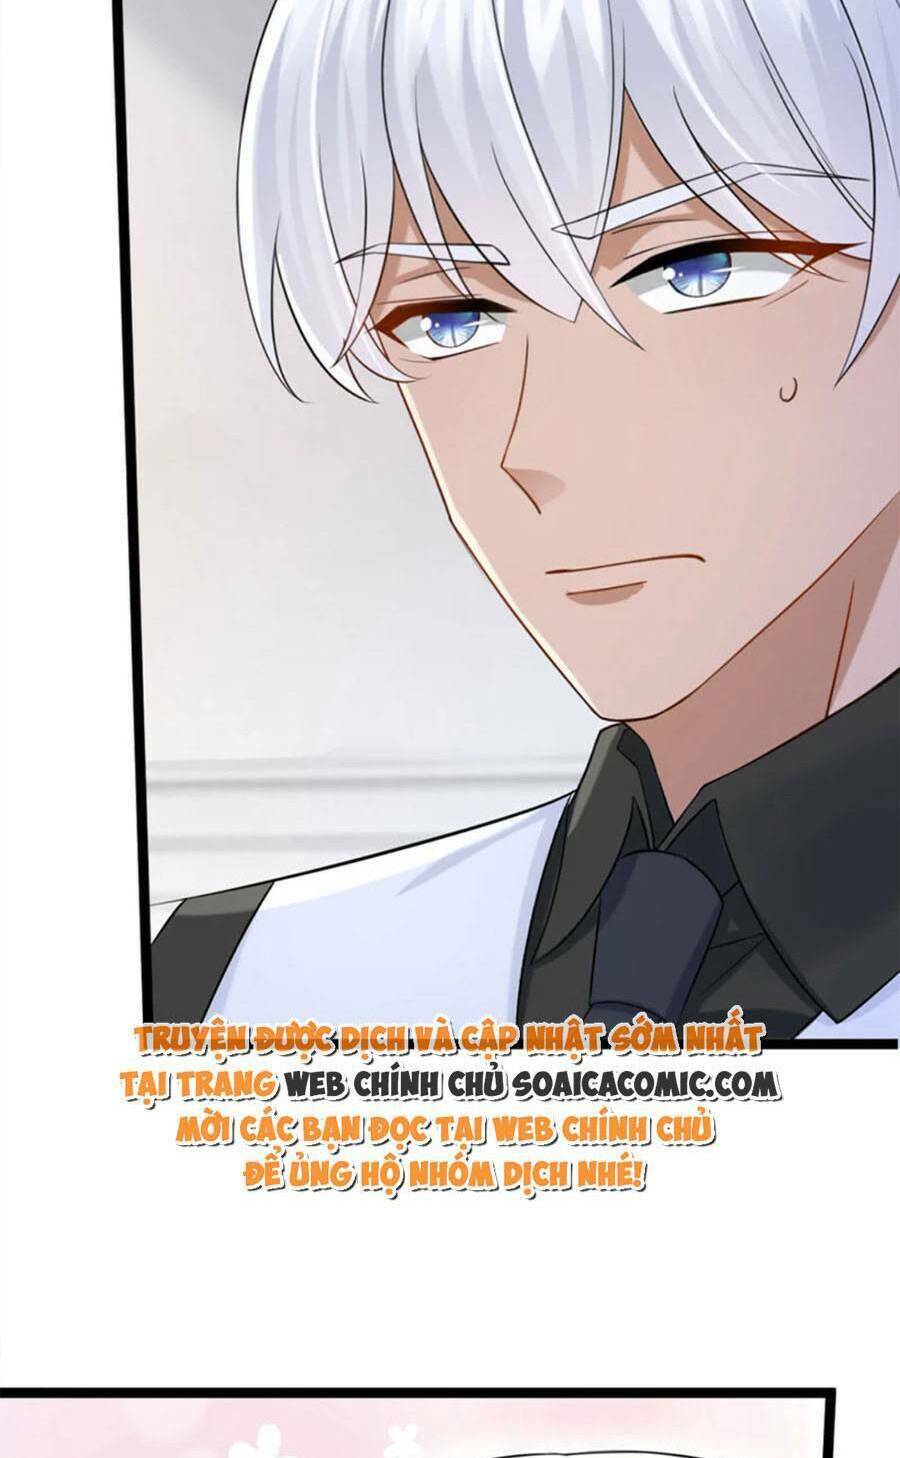 TRUYỆN ĐƯỢC DỊCH VÀ CẬP NHẬT SỚM NHẤT
TẠI TRANG WEB CHÍNH CHỦ SOAICACOMIC.COM
MỜI CÁC BẠN ĐỌC TẠI WEB CHÍNH CHỦ
ĐỂ ỦNG HỘ NHÓM DỊCH NHÉ!